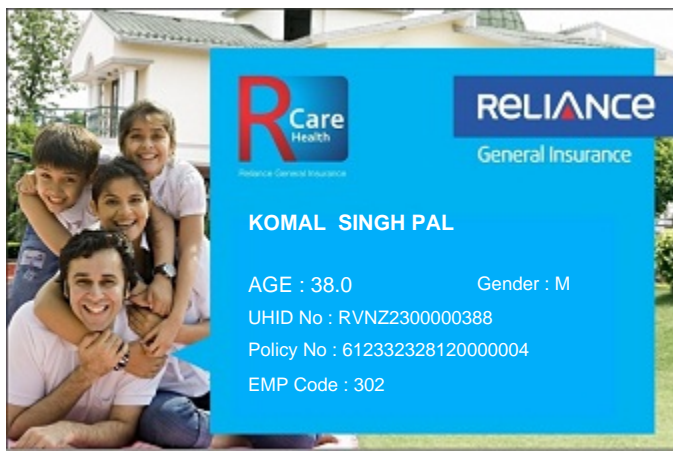 RCare
Health
Reliance General Insurance
RELIANCE
General Insurance
KOMAL SINGH PAL
AGE : 38.0 Gender : M
UHID No : RVNZ2300000388
Policy No : 612332328120000004
EMP Code : 302